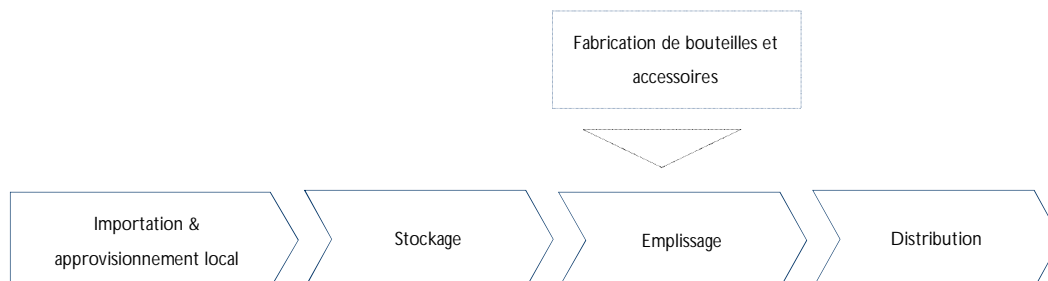 Fabrication de bouteilles et
accessoires
Importation &
approvisionnement local
Stockage
Emplissage
Distribution